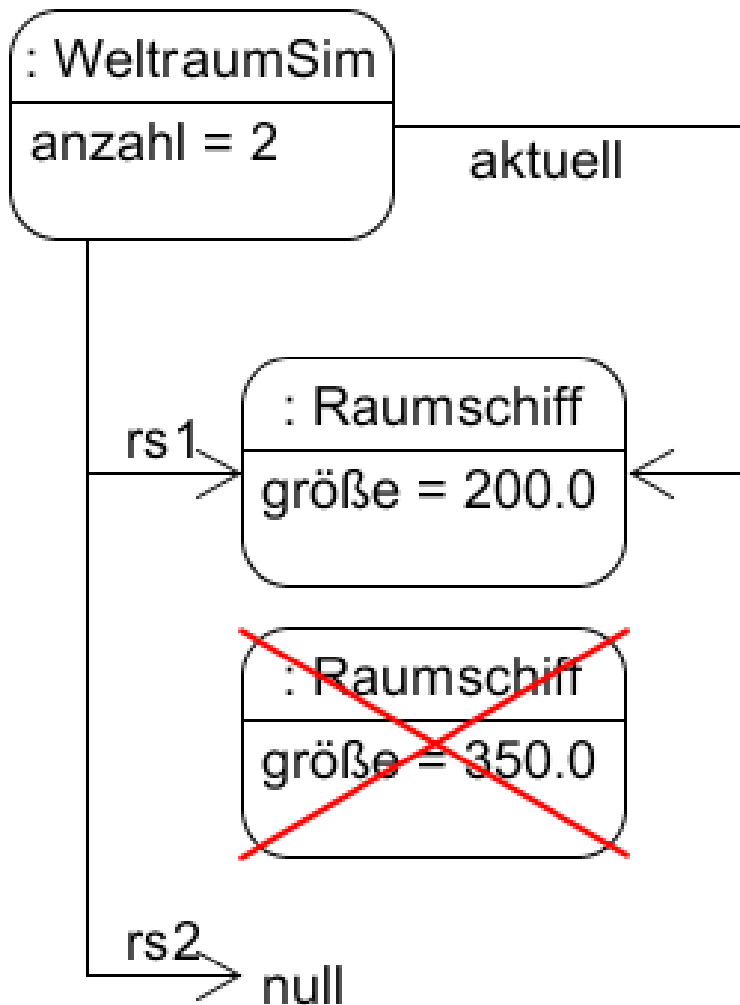 : WeltraumSim
anzahl = 2
aktuell
rs1
: Raumschiff
größe = 200.0
: Raumschiff
größe = 350.0
rs2
null